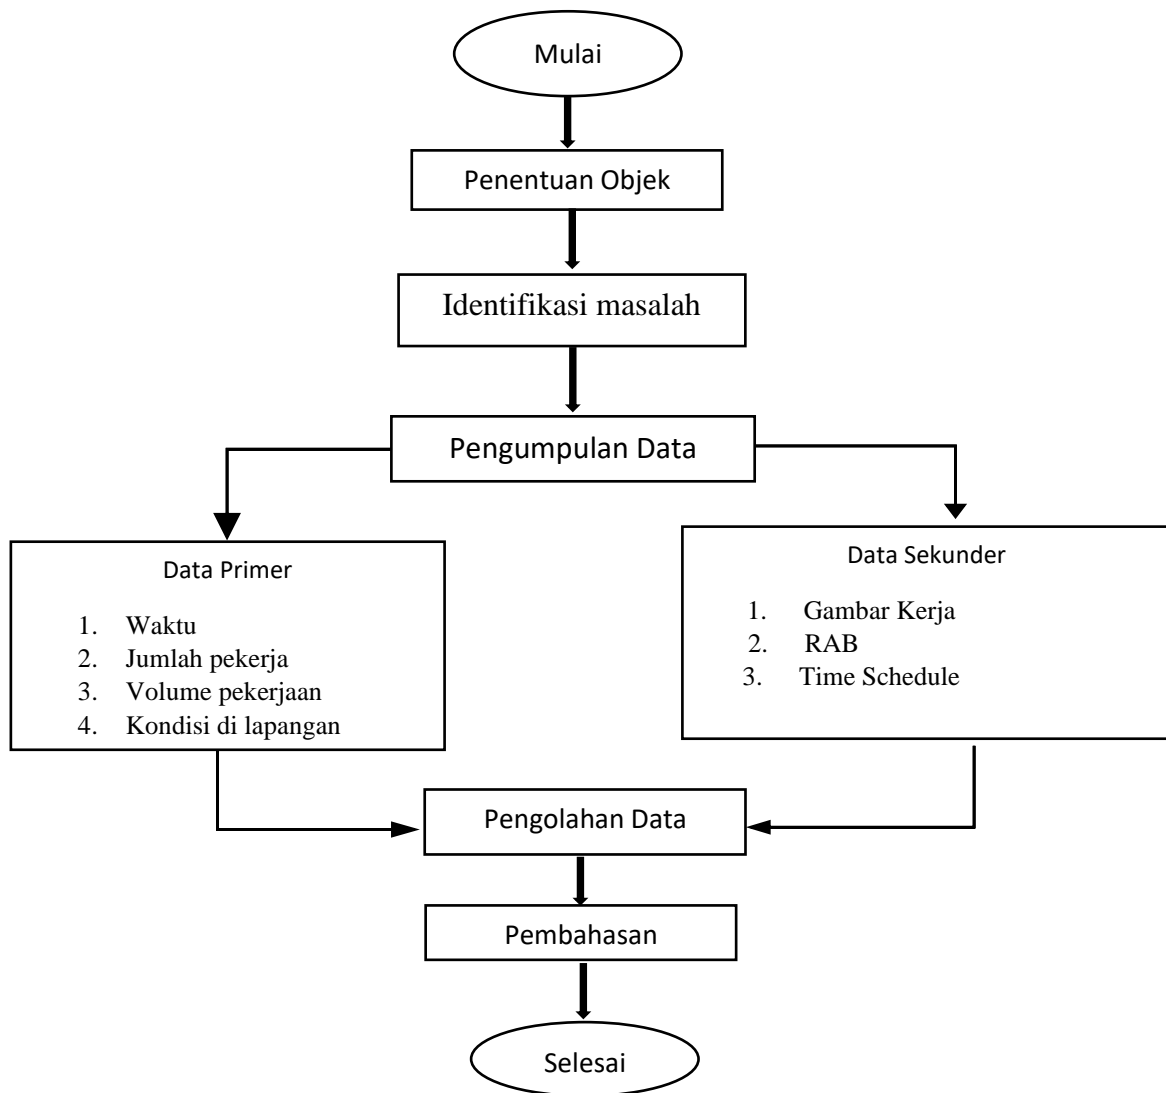 Mulai
Penentuan Objek
Identifikasi masalah
Pengumpulan Data
Data Primer
1. Waktu
2. Jumlah pekerja
3. Volume pekerjaan
4. Kondisi di lapangan
Data Sekunder
1. Gambar Kerja
2. RAB
3. Time Schedule
Pengolahan Data
Pembahasan
Selesai